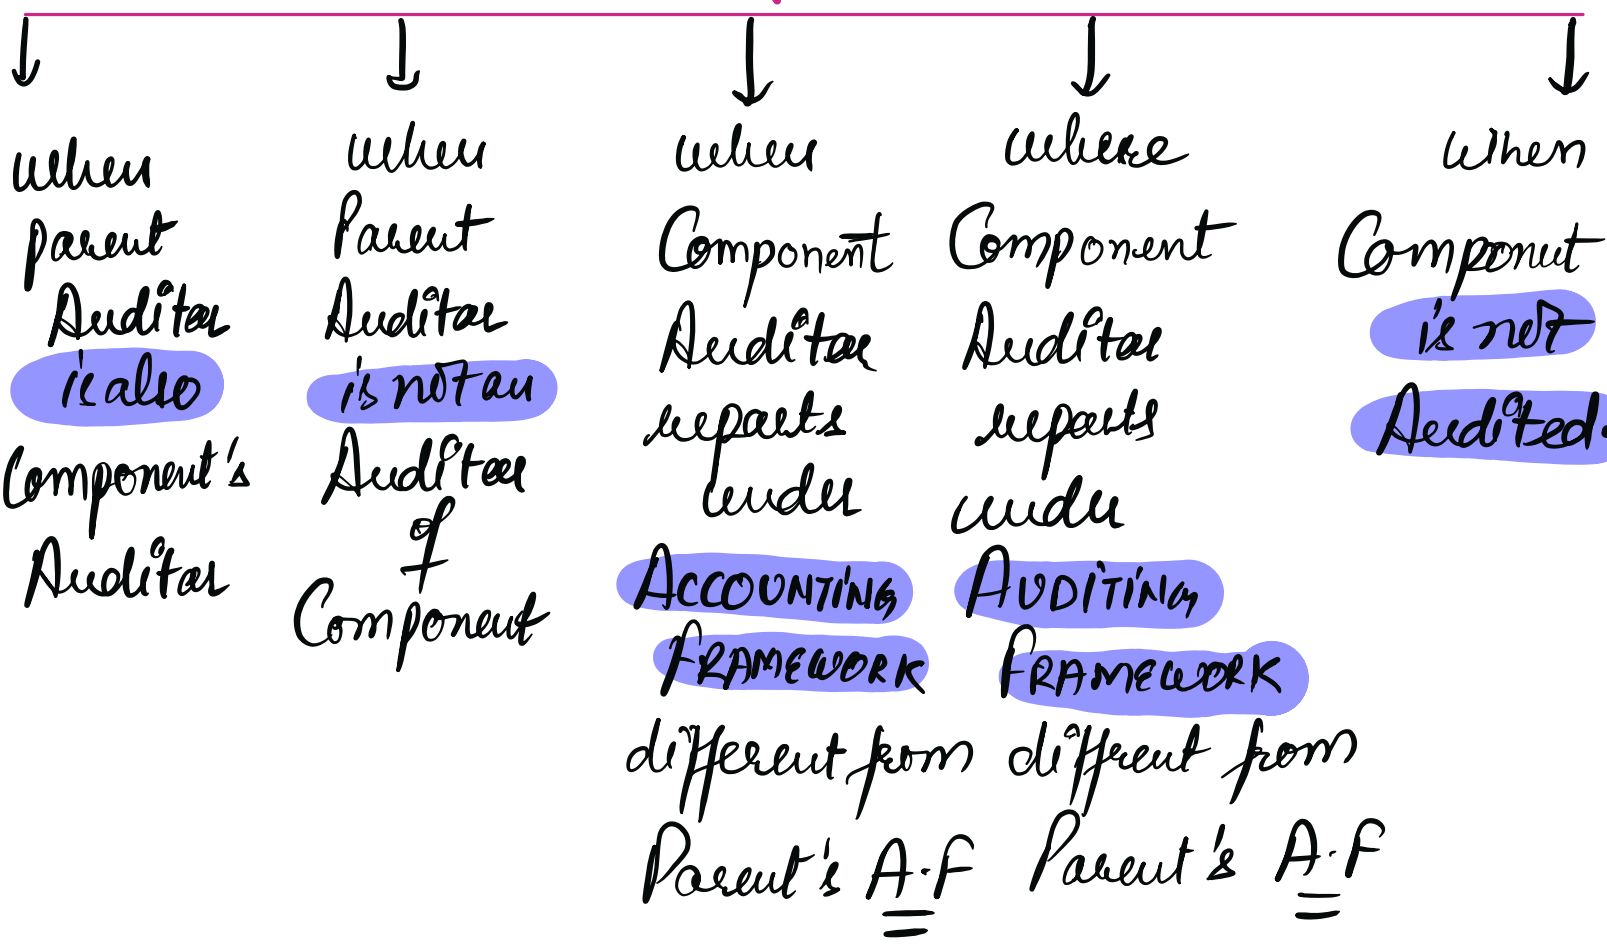 When
parent
Auditor
is also
Component's
Auditor
when
Parent
Auditor
is not an
Auditor
of
Component
when
Component
Auditor
reports
under
ACCOUNTING
FRAMEWORK
different from
Parent's A.F
where
Component
Auditor
reports
under
AUDITING
FRAMEWORK
different from
Parent's A.F
When
Component
is not
Audited.